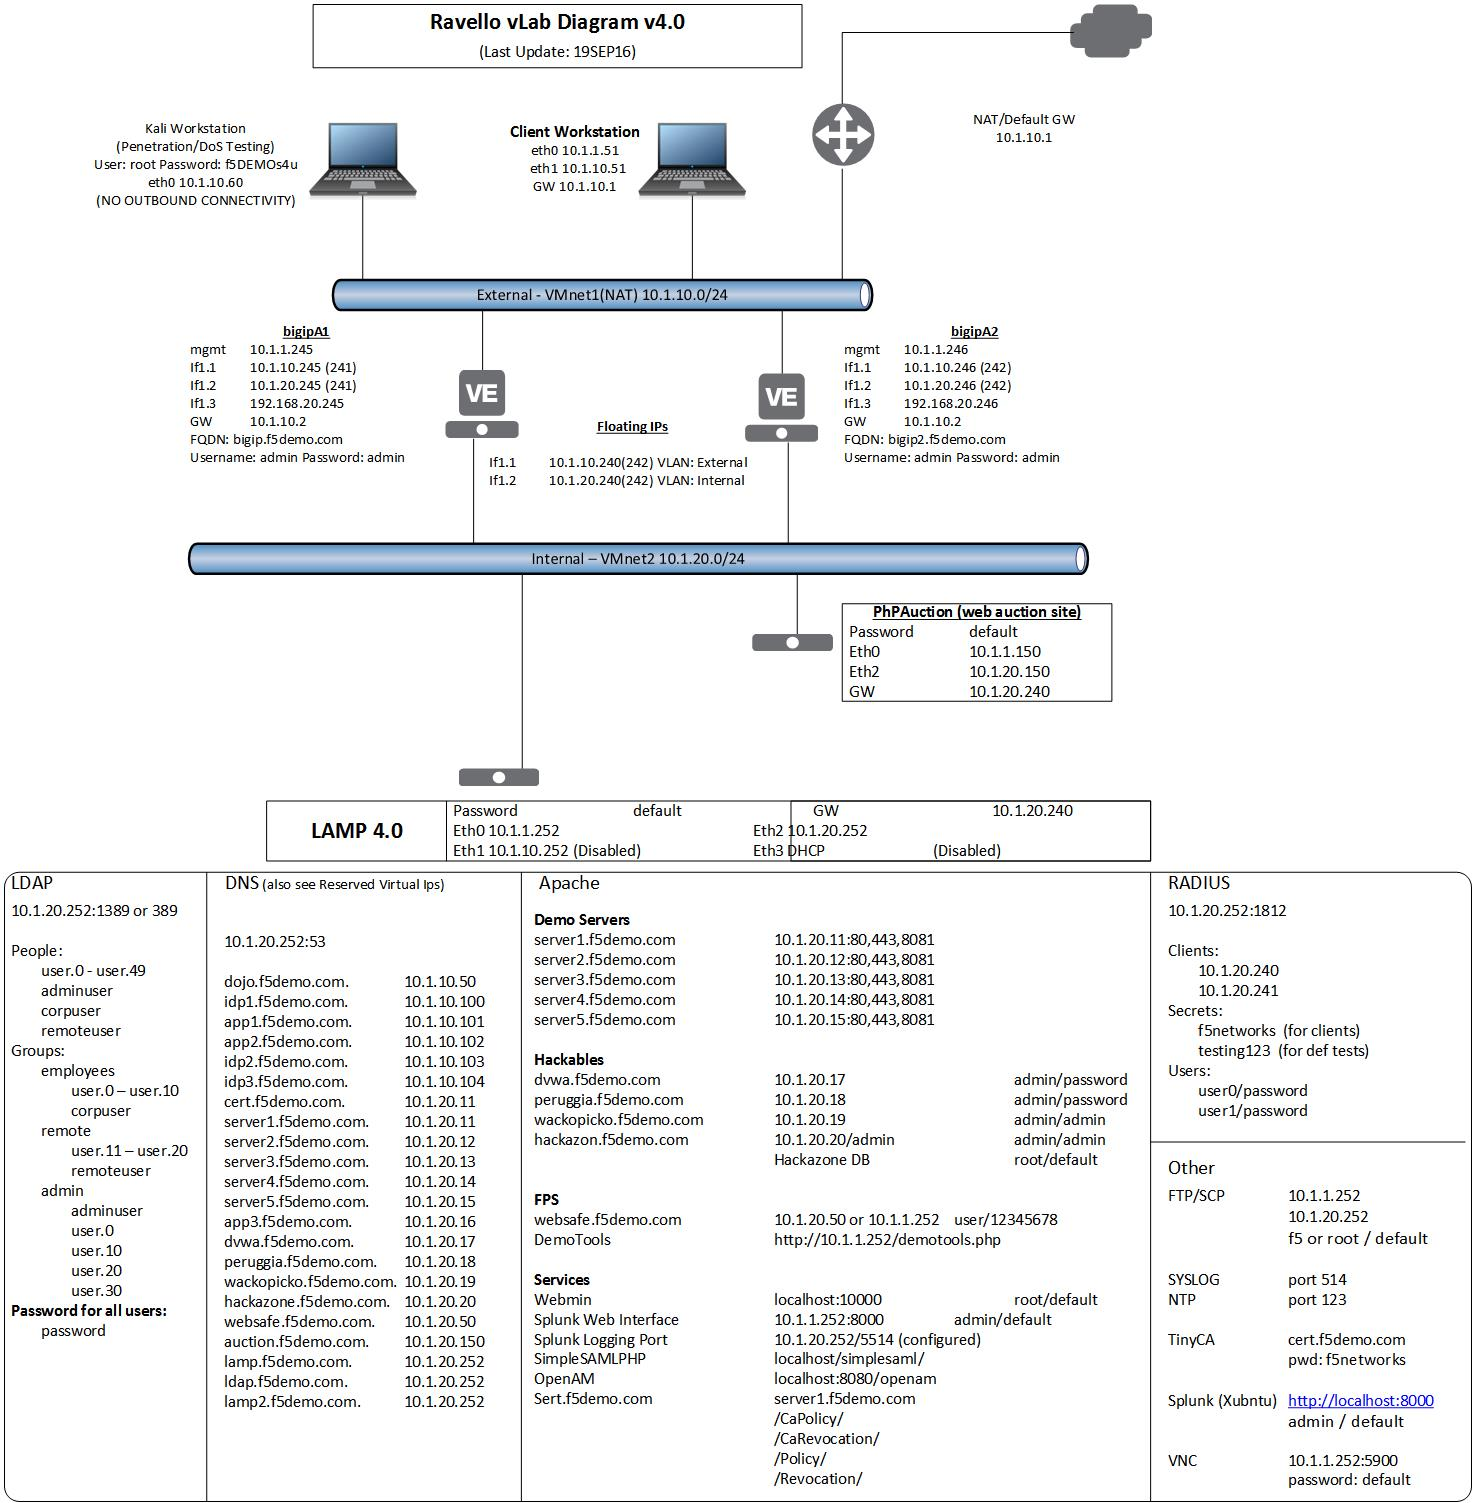 Ravello vLab Diagram v4.0
(Last Update: 19SEP16)
Kali Workstation
(Penetration/DoS Testing)
User: root Password: f5DEMOs4u
eth0 10.1.10.60
(NO OUTBOUND CONNECTIVITY)
Client Workstation
eth0 10.1.1.51
eth1 10.1.10.51
GW 10.1.10.1
NAT/Default GW
10.1.10.1
External - VMnet1(NAT) 10.1.10.0/24
bigipA1
mgmt 10.1.1.245
If1.1 10.1.10.245 (241)
If1.2 10.1.20.245 (241)
If1.3 192.168.20.245
GW 10.1.10.2
FQDN: bigip.f5demo.com
Username: admin Password: admin
VE
VE
Floating IPs
If1.1 10.1.10.240(242) VLAN: External
If1.2 10.1.20.240(242) VLAN: Internal
bigipA2
mgmt 10.1.1.246
If1.1 10.1.10.246 (242)
If1.2 10.1.20.246 (242)
If1.3 192.168.20.246
GW 10.1.10.2
FQDN: bigip2.f5demo.com
Username: admin Password: admin
Internal – VMnet2 10.1.20.0/24
PhPAuction (web auction site)
Password default
Eth0 10.1.1.150
Eth2 10.1.20.150
GW 10.1.20.240
LAMP 4.0
Password default GW 10.1.20.240
Eth0 10.1.1.252 Eth2 10.1.20.252
Eth1 10.1.10.252 (Disabled) Eth3 DHCP (Disabled)
LDAP
10.1.20.252:1389 or 389
People:
user.0 - user.49
adminuser
corpuser
remoteuser
Groups:
employees
user.0 – user.10
corpuser
remote
user.11 – user.20
remoteuser
admin
adminuser
user.0
user.10
user.20
user.30
Password for all users:
password
DNS (also see Reserved Virtual Ips)
10.1.20.252:53
dojo.f5demo.com. 10.1.10.50
idp1.f5demo.com. 10.1.10.100
app1.f5demo.com. 10.1.10.101
app2.f5demo.com. 10.1.10.102
idp2.f5demo.com. 10.1.10.103
idp3.f5demo.com. 10.1.10.104
cert.f5demo.com. 10.1.20.11
server1.f5demo.com. 10.1.20.11
server2.f5demo.com. 10.1.20.12
server3.f5demo.com. 10.1.20.13
server4.f5demo.com. 10.1.20.14
server5.f5demo.com. 10.1.20.15
app3.f5demo.com. 10.1.20.16
dvwa.f5demo.com. 10.1.20.17
peruggia.f5demo.com. 10.1.20.18
wackopicko.f5demo.com. 10.1.20.19
hackazone.f5demo.com. 10.1.20.20
websafe.f5demo.com. 10.1.20.50
auction.f5demo.com. 10.1.20.150
lamp.f5demo.com. 10.1.20.252
ldap.f5demo.com. 10.1.20.252
lamp2.f5demo.com. 10.1.20.252
Apache
Demo Servers
server1.f5demo.com 10.1.20.11:80,443,8081
server2.f5demo.com 10.1.20.12:80,443,8081
server3.f5demo.com 10.1.20.13:80,443,8081
server4.f5demo.com 10.1.20.14:80,443,8081
server5.f5demo.com 10.1.20.15:80,443,8081
Hackables
dvwa.f5demo.com 10.1.20.17 admin/password
peruggia.f5demo.com 10.1.20.18 admin/password
wackopicko.f5demo.com 10.1.20.19 admin/admin
hackazon.f5demo.com 10.1.20.20/admin admin/admin
Hackazone DB root/default
FPS
websafe.f5demo.com 10.1.20.50 or 10.1.1.252 user/12345678
DemoTools http://10.1.1.252/demotools.php
Services
Webmin localhost:10000 root/default
Splunk Web Interface 10.1.1.252:8000 admin/default
Splunk Logging Port 10.1.20.252/5514 (configured)
SimpleSAMLPHP localhost/simplesaml/
OpenAM localhost:8080/openam
Sert.f5demo.com server1.f5demo.com
/CaPolicy/
/CaRevocation/
/Policy/
/Revocation/
RADIUS
10.1.20.252:1812
Clients:
10.1.20.240
10.1.20.241
Secrets:
f5networks (for clients)
testing123 (for def tests)
Users:
user0/password
user1/password
Other
FTP/SCP 10.1.1.252
10.1.20.252
f5 or root / default
SYSLOG port 514
NTP port 123
TinyCA cert.f5demo.com
pwd: f5networks
Splunk (Xubntu) http://localhost:8000
admin / default
VNC 10.1.1.252:5900
password: default